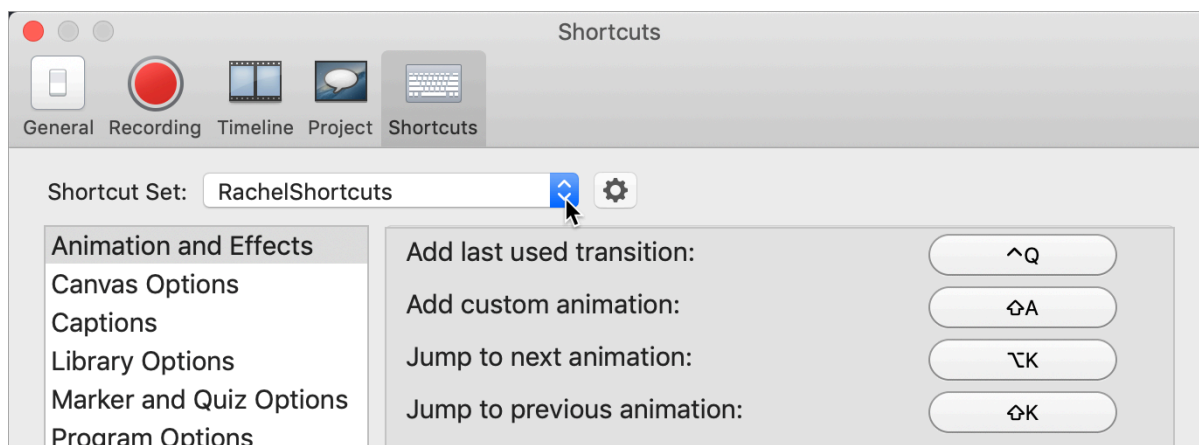 Shortcuts
General Recording Timeline Project Shortcuts
Shortcut Set: RachelShortcuts
Animation and Effects
Canvas Options
Captions
Library Options
Marker and Quiz Options
Program Options
Add last used transition: ^Q
Add custom animation: ⇧A
Jump to next animation: ⌥K
Jump to previous animation: ⇧K